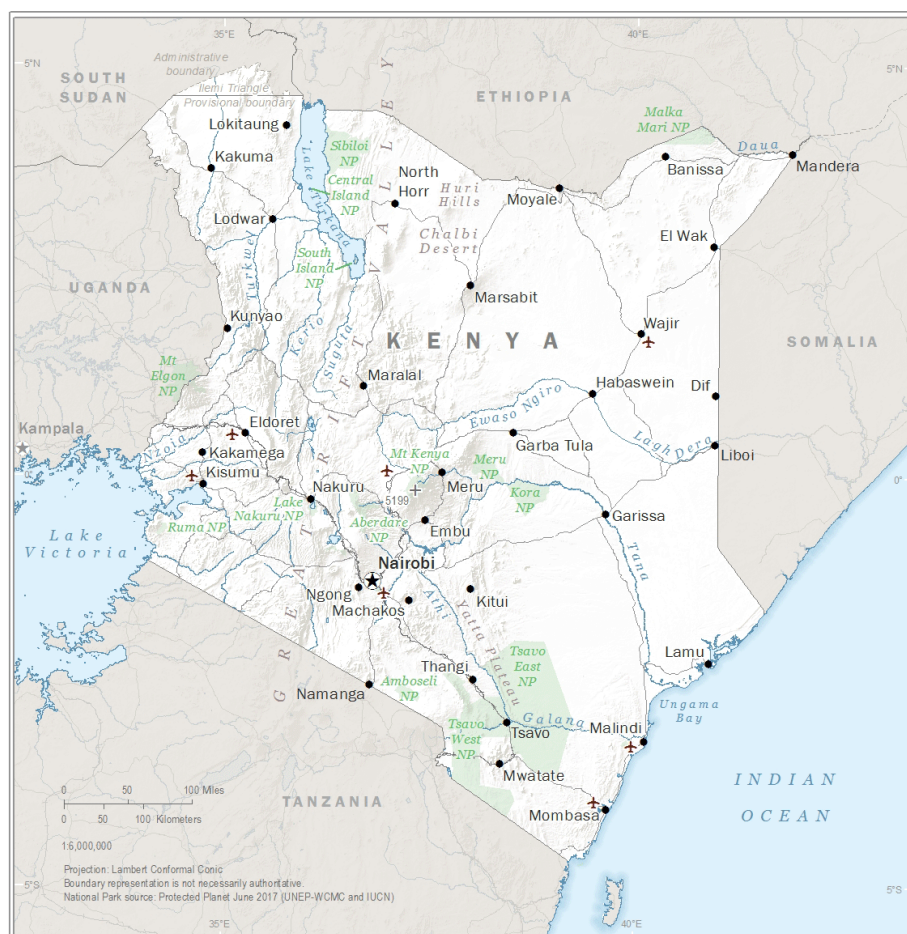 35°E
40°E
5°N
5°N
Administrative
boundary
SOUTH
SUDAN
Ilemi Triangle
Provisional boundary
ETHIOPIA
Malka
Mari NP
Lokitaung
Sibiloi
NP
Daua
Kakuma
Banissa
Mandera
Central
Island
NP
North
Horr
Huri
Hills
Moyale
Lake Turkana
Lodwar
Chalbi
Desert
El Wak
South
Island
NP
Turkwey
UGANDA
Marsabit
Kunyao
Kerio
Suguta
KENYA
Wajir
SOMALIA
Mt
Elgon
NP
Maralal
Habaswein
Dif
Ewaso Ngiro
Kampala
Eldoret
Nzoia
Kakamega
Garba Tula
Lagh Dera
Liboi
Mt Kenya
NP
Meru
NP
Kisumu
Nakuru
Meru
0°
5199
Kora
NP
Lake
Nakuru NP
Ruma NP
Aberdare
NP
Embu
Garissa
Lake
Victoria
GREAT RIFT VALLEY
Nairobi
Tana
Ngong
Machakos
Athi
Kitui
Yatta Plateau
Tsavo
East
NP
Lamu
Thangi
Amboseli
NP
Namanga
Ungama
Bay
Galana
Malindi
Tsavo
West
NP
Tsavo
Mwatate
INDIAN
OCEAN
TANZANIA
Mombasa
0 50 100 Miles
0 50 100 Kilometers
1:6,000,000
Projection: Lambert Conformal Conic
Boundary representation is not necessarily authoritative.
National Park source: Protected Planet June 2017 (UNEP-WCMC and IUCN)
5°S
5°S
35°E
40°E